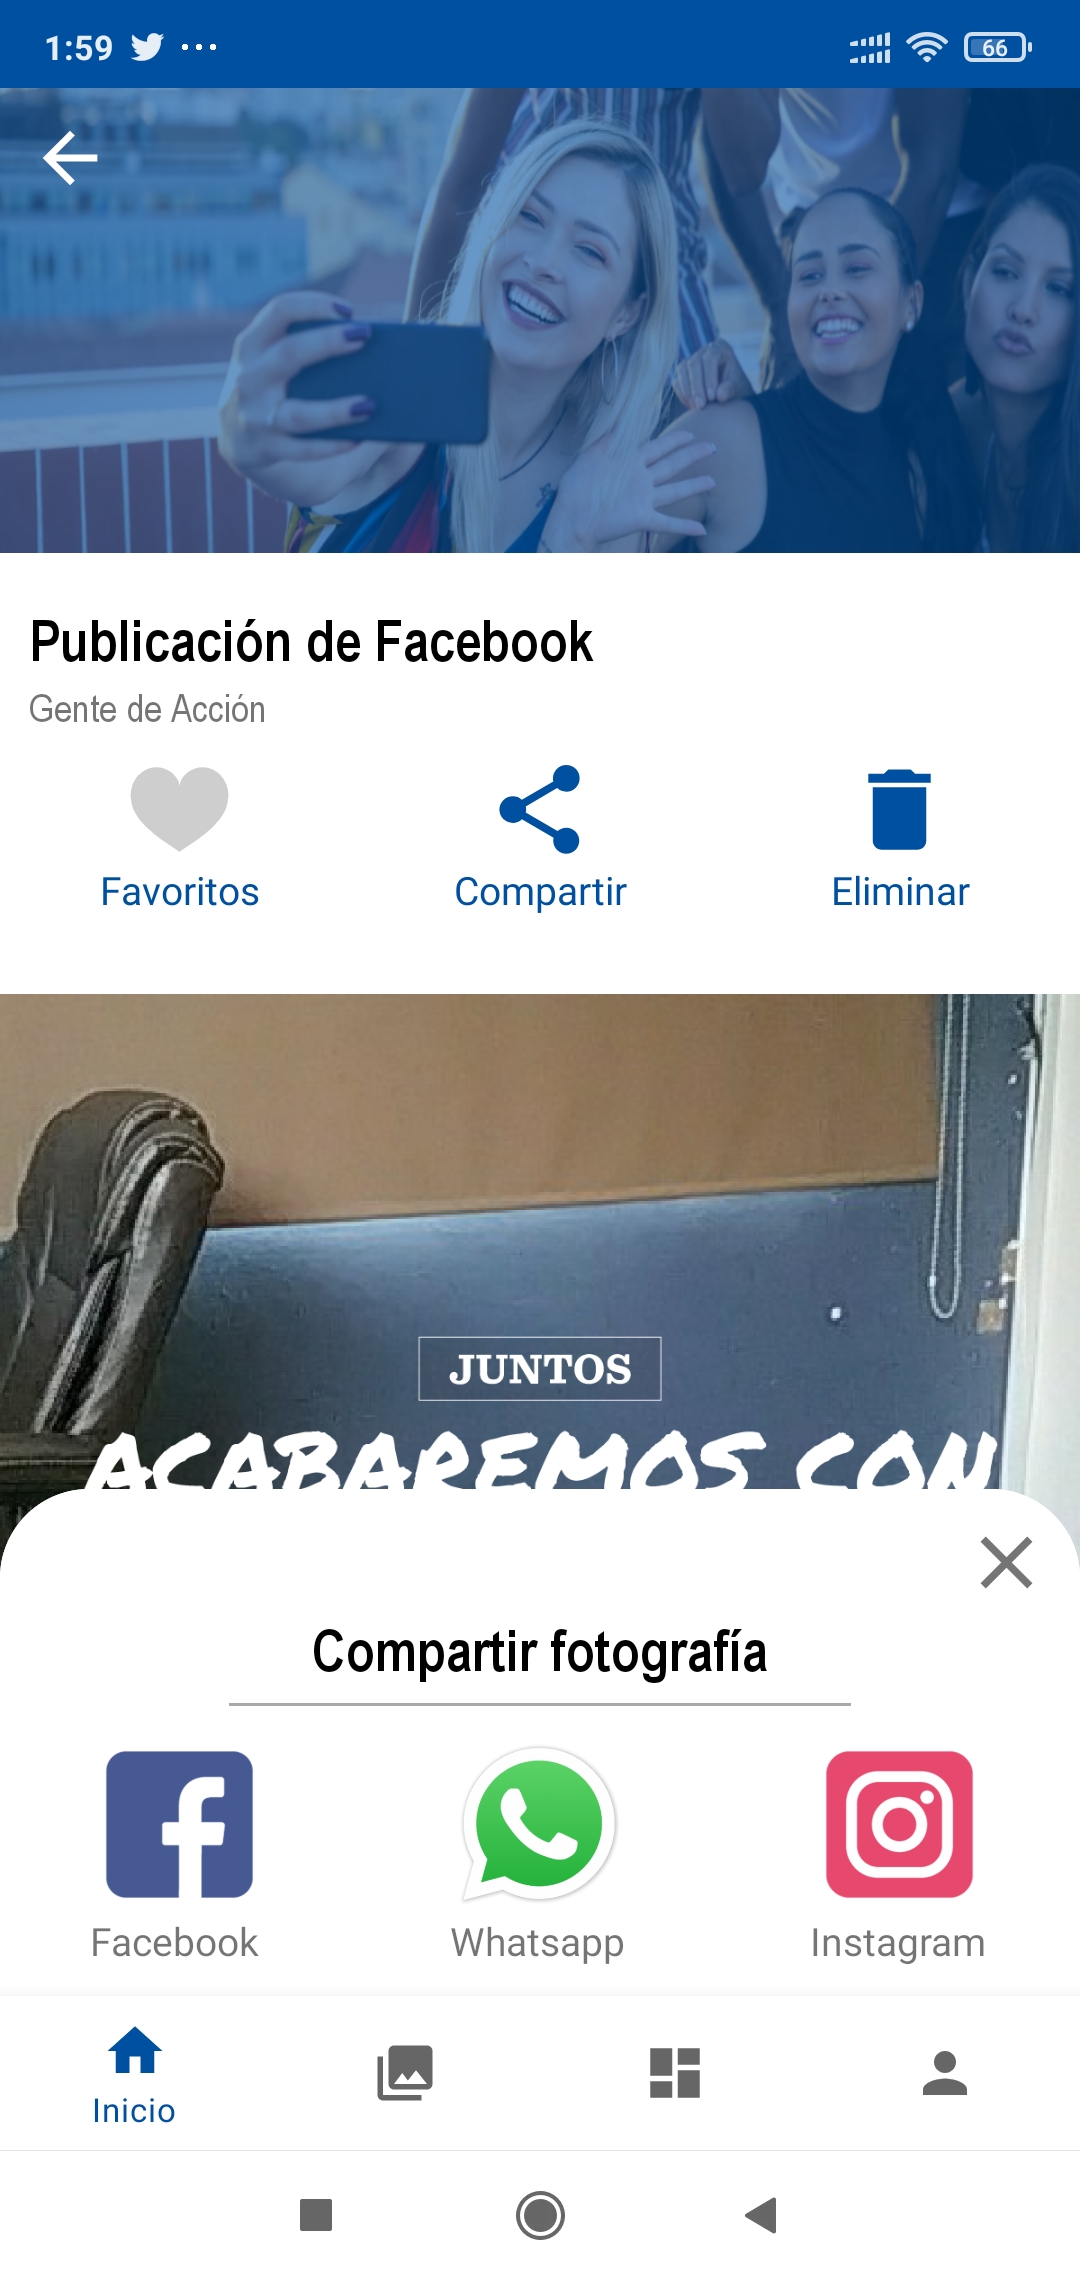 1:59
66
Publicación de Facebook
Gente de Acción
Favoritos
Compartir
Eliminar
JUNTOS
ACABAREMOS CON
Compartir fotografía
Facebook
Whatsapp
Instagram
Inicio